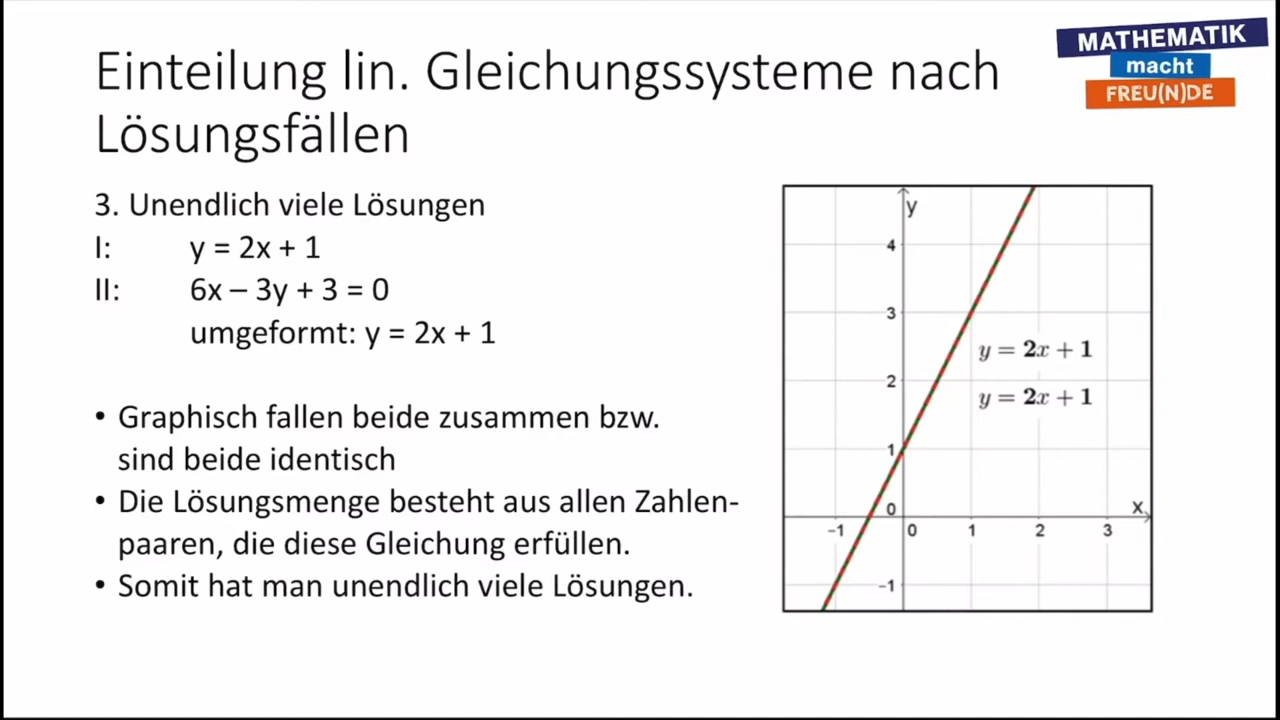 Einteilung lin. Gleichungssysteme nach
Lösungsfällen
MATHEMATIK
macht
FREU(N)DE
3. Unendlich viele Lösungen
I: y = 2x + 1
II: 6x – 3y + 3 = 0
umgeformt: y = 2x + 1
• Graphisch fallen beide zusammen bzw.
sind beide identisch
• Die Lösungsmenge besteht aus allen Zahlen-
paaren, die diese Gleichung erfüllen.
• Somit hat man unendlich viele Lösungen.
y
4
3
y = 2x + 1
2
y = 2x + 1
1
0
x
−1 0 1 2 3
−1